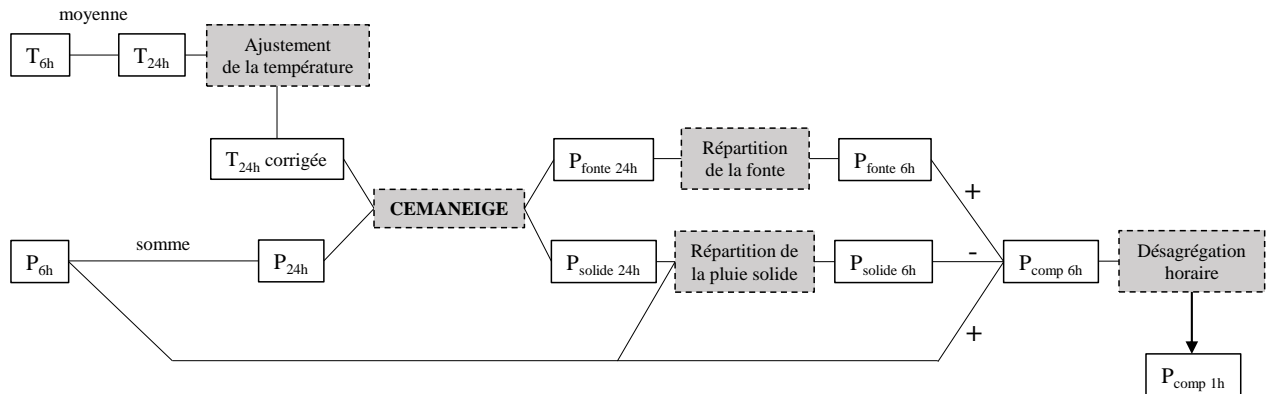 moyenne
T6h
T24h
Ajustement
de la température
T24h corrigée
Pfonte 24h
Répartition
de la fonte
Pfonte 6h
+
CEMANEIGE
P6h
somme
P24h
Psolide 24h
Répartition de
la pluie solide
Psolide 6h
-
Pcomp 6h
Désagrégation
horaire
+
Pcomp 1h